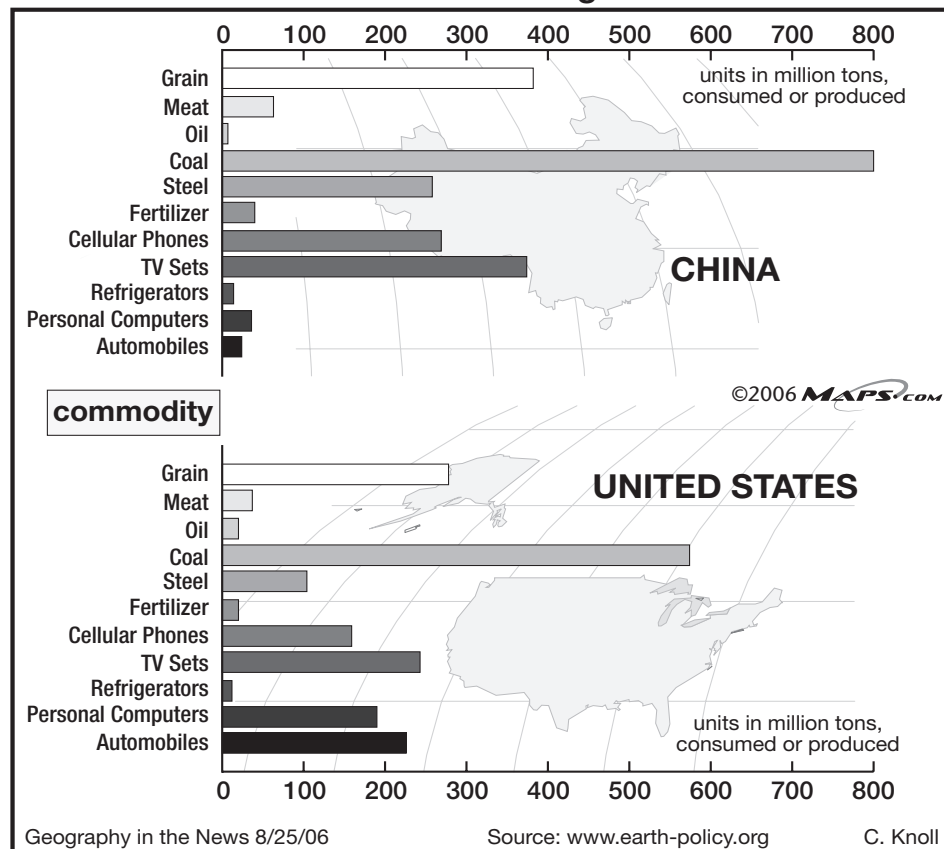 0 100 200 300 400 500 600 700 800
units in million tons,
consumed or produced
Grain
Meat
Oil
Coal
Steel
Fertilizer
Cellular Phones
TV Sets
Refrigerators
Personal Computers
Automobiles
CHINA
©2006 MAPS.COM
commodity
UNITED STATES
Grain
Meat
Oil
Coal
Steel
Fertilizer
Cellular Phones
TV Sets
Refrigerators
Personal Computers
Automobiles
units in million tons,
consumed or produced
0 100 200 300 400 500 600 700 800
Geography in the News 8/25/06 Source: www.earth-policy.org C. Knoll